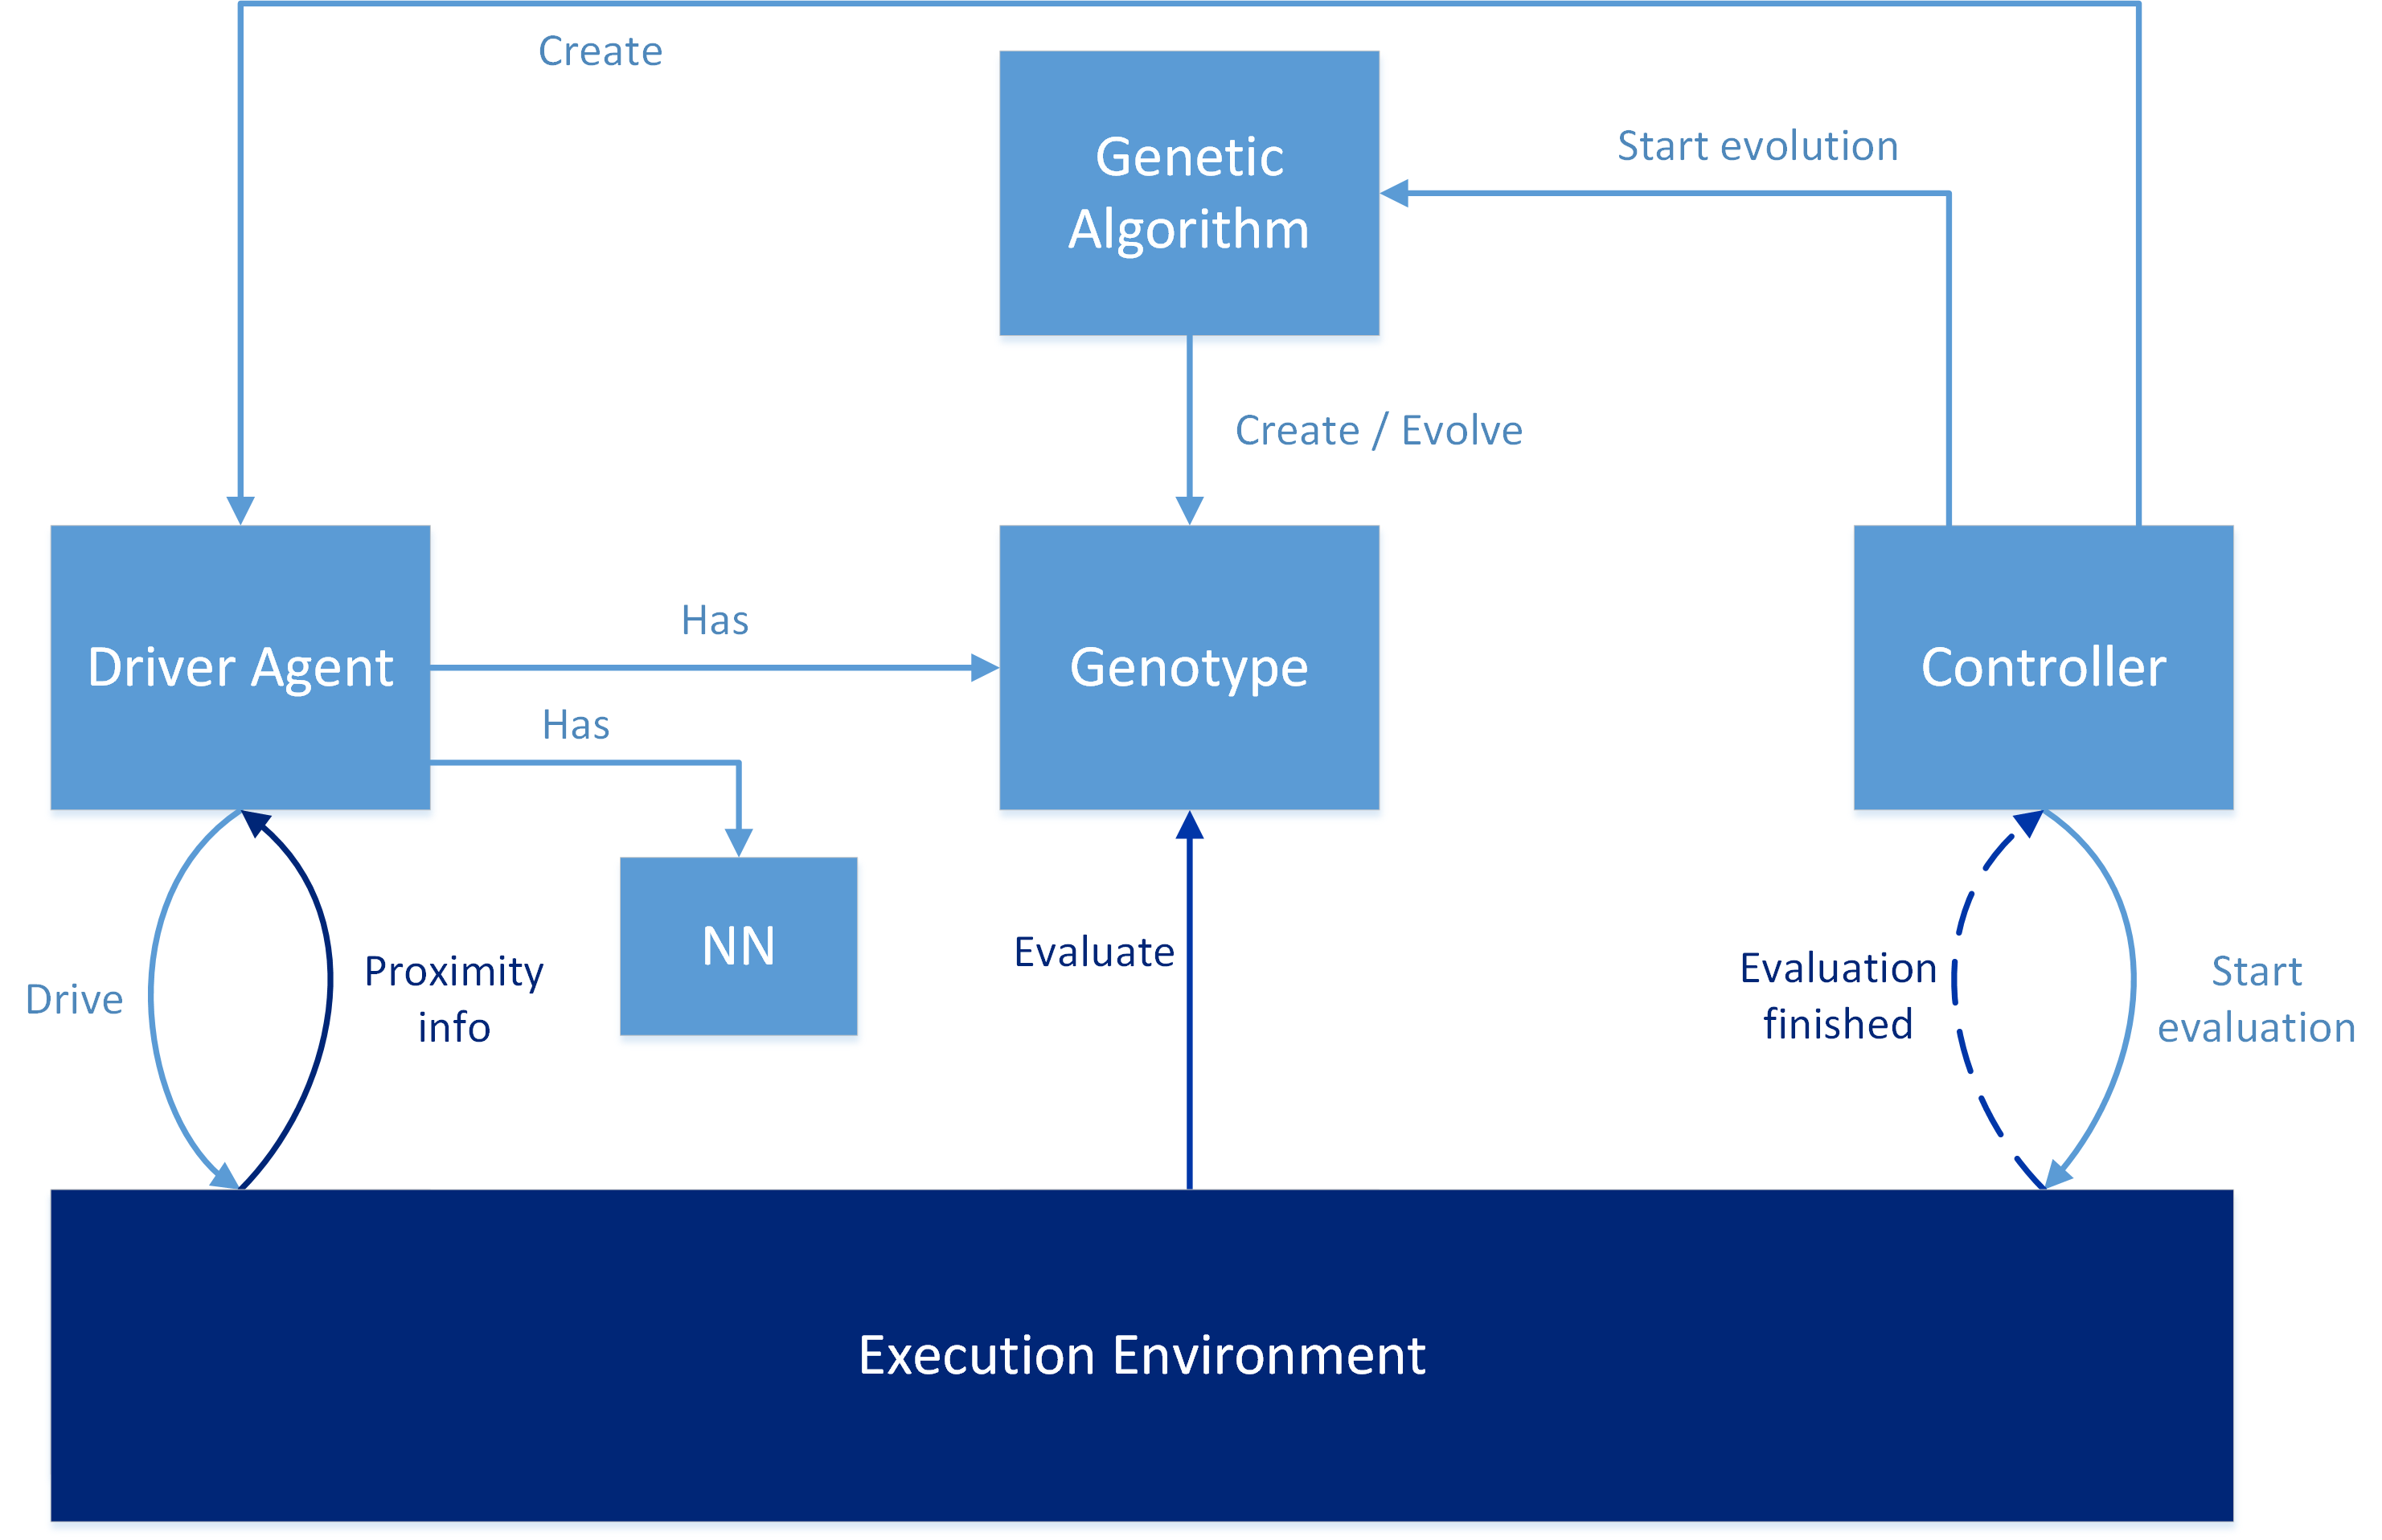 Create
Genetic
Algorithm
Start evolution
Create / Evolve
Has
Driver Agent
Genotype
Controller
Has
NN
Drive
Proximity
info
Evaluate
Evaluation
finished
Start
evaluation
Execution Environment